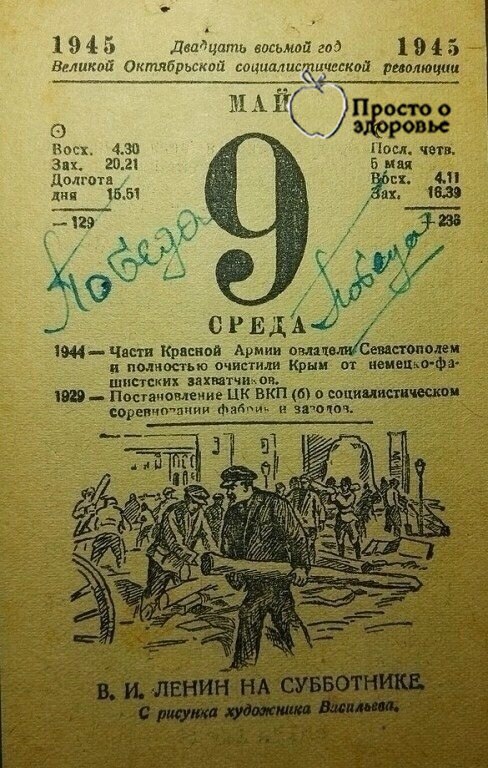 1945 Двадцать восьмой год 1945
Великой Октябрьской социалистической революции
МАЙ
Просто о
здоровье
Восх. 4.30
Зах. 20.21
Долгота
дня 15.51
— 129
9
Посл. четв.
5 мая
Восх. 4.11
Зах. 16.39
+ 236
Победа
Победа
СРЕДА
1944 — Части Красной Армии овладели Севастополем
и полностью очистили Крым от немецко-фа-
шистских захватчиков.
1929 — Постановление ЦК ВКП (б) о социалистическом
соревновании фабрик и заводов.
В. И. ЛЕНИН НА СУББОТНИКЕ.
С рисунка художника Васильева.